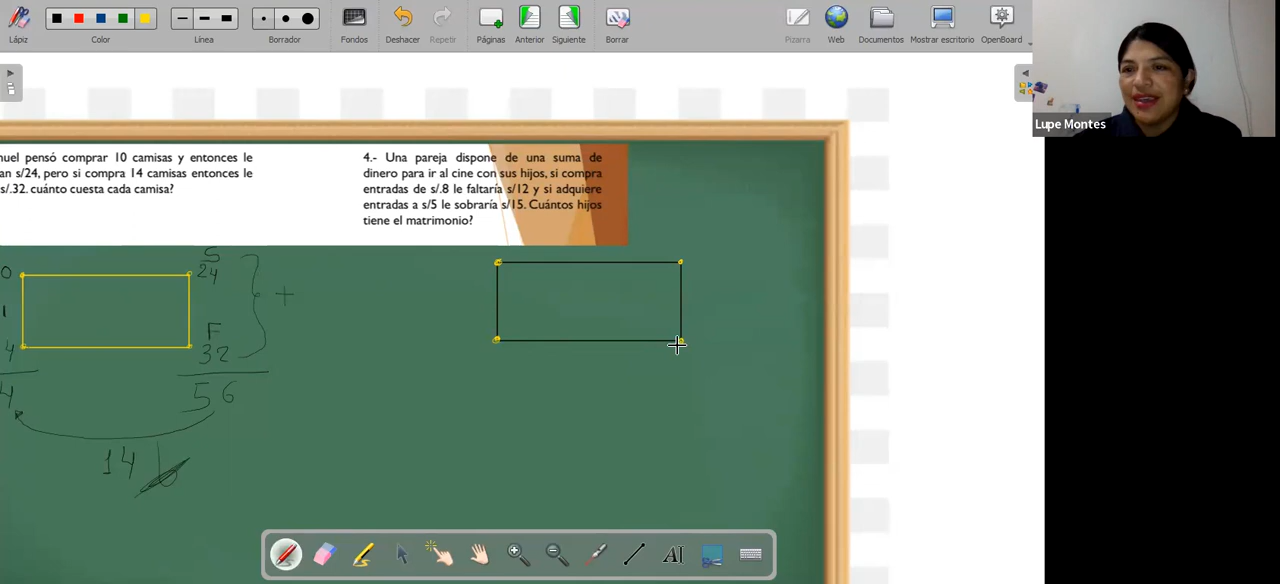 Lápiz
Color
Línea
Borrador
Fondos
Deshacer
Repetir
Páginas
Anterior
Siguiente
Borrar
Pizarra
Web
Documentos
Mostrar escritorio
OpenBoard
Lupe Montes
nuel pensó comprar 10 camisas y entonces le
an s/24, pero si compra 14 camisas entonces le
s/.32. cuánto cuesta cada camisa?
4.- Una pareja dispone de una suma de
dinero para ir al cine con sus hijos, si compra
entradas de s/.8 le faltaría s/12 y si adquiere
entradas a s/5 le sobraría s/15. Cuántos hijos
tiene el matrimonio?
0
S
24
+
F
4
32
4
56
14
AI